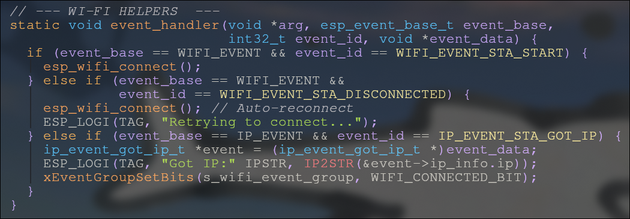 // --- WI-FI HELPERS  ---
static void event_handler(void *arg, esp_event_base_t event_base,
                          int32_t event_id, void *event_data) {
  if (event_base == WIFI_EVENT && event_id == WIFI_EVENT_STA_START) {
    esp_wifi_connect();
  } else if (event_base == WIFI_EVENT &&
             event_id == WIFI_EVENT_STA_DISCONNECTED) {
    esp_wifi_connect(); // Auto-reconnect
    ESP_LOGI(TAG, "Retrying to connect...");
  } else if (event_base == IP_EVENT && event_id == IP_EVENT_STA_GOT_IP) {
    ip_event_got_ip_t *event = (ip_event_got_ip_t *)event_data;
    ESP_LOGI(TAG, "Got IP:" IPSTR, IP2STR(&event->ip_info.ip));
    xEventGroupSetBits(s_wifi_event_group, WIFI_CONNECTED_BIT);
  }
}